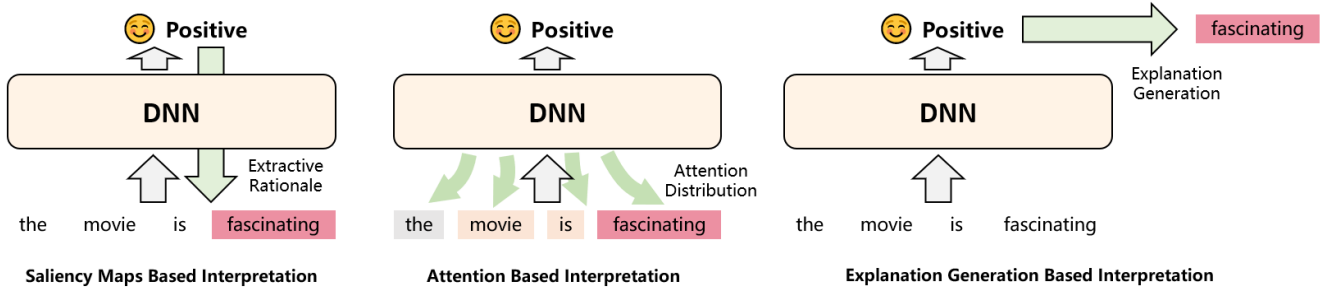 Positive
DNN
Extractive
Rationale
the movie is fascinating
Saliency Maps Based Interpretation
Positive
DNN
Attention
Distribution
the movie is fascinating
Attention Based Interpretation
Positive
fascinating
Explanation
Generation
DNN
the movie is fascinating
Explanation Generation Based Interpretation